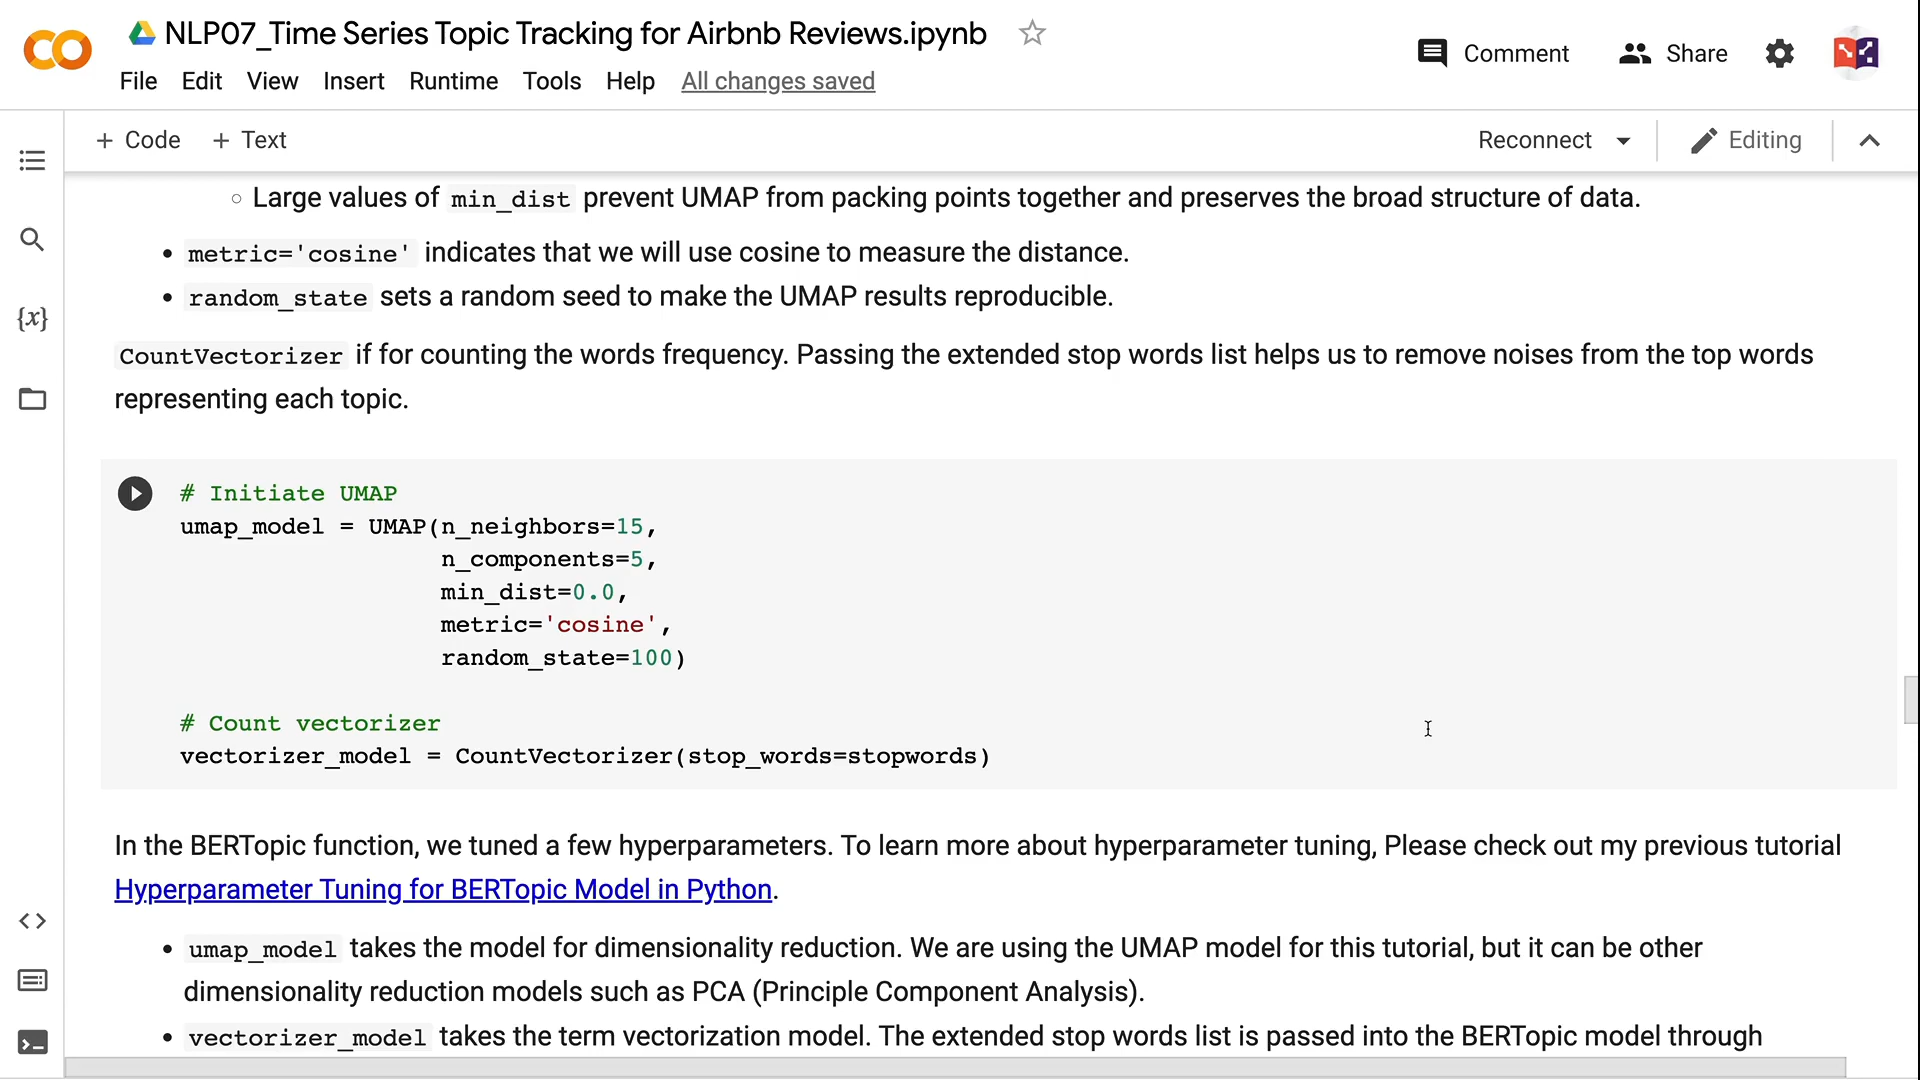 NLP07_Time Series Topic Tracking for Airbnb Reviews.ipynb
File Edit View Insert Runtime Tools Help All changes saved
Comment Share
+ Code + Text
Reconnect Editing
Large values of min_dist prevent UMAP from packing points together and preserves the broad structure of data.
metric='cosine' indicates that we will use cosine to measure the distance.
random_state sets a random seed to make the UMAP results reproducible.
CountVectorizer if for counting the words frequency. Passing the extended stop words list helps us to remove noises from the top words
representing each topic.
# Initiate UMAP
umap_model = UMAP(n_neighbors=15,
n_components=5,
min_dist=0.0,
metric='cosine',
random_state=100)
# Count vectorizer
vectorizer_model = CountVectorizer(stop_words=stopwords)
In the BERTopic function, we tuned a few hyperparameters. To learn more about hyperparameter tuning, Please check out my previous tutorial
Hyperparameter Tuning for BERTopic Model in Python.
umap_model takes the model for dimensionality reduction. We are using the UMAP model for this tutorial, but it can be other
dimensionality reduction models such as PCA (Principle Component Analysis).
vectorizer_model takes the term vectorization model. The extended stop words list is passed into the BERTopic model through